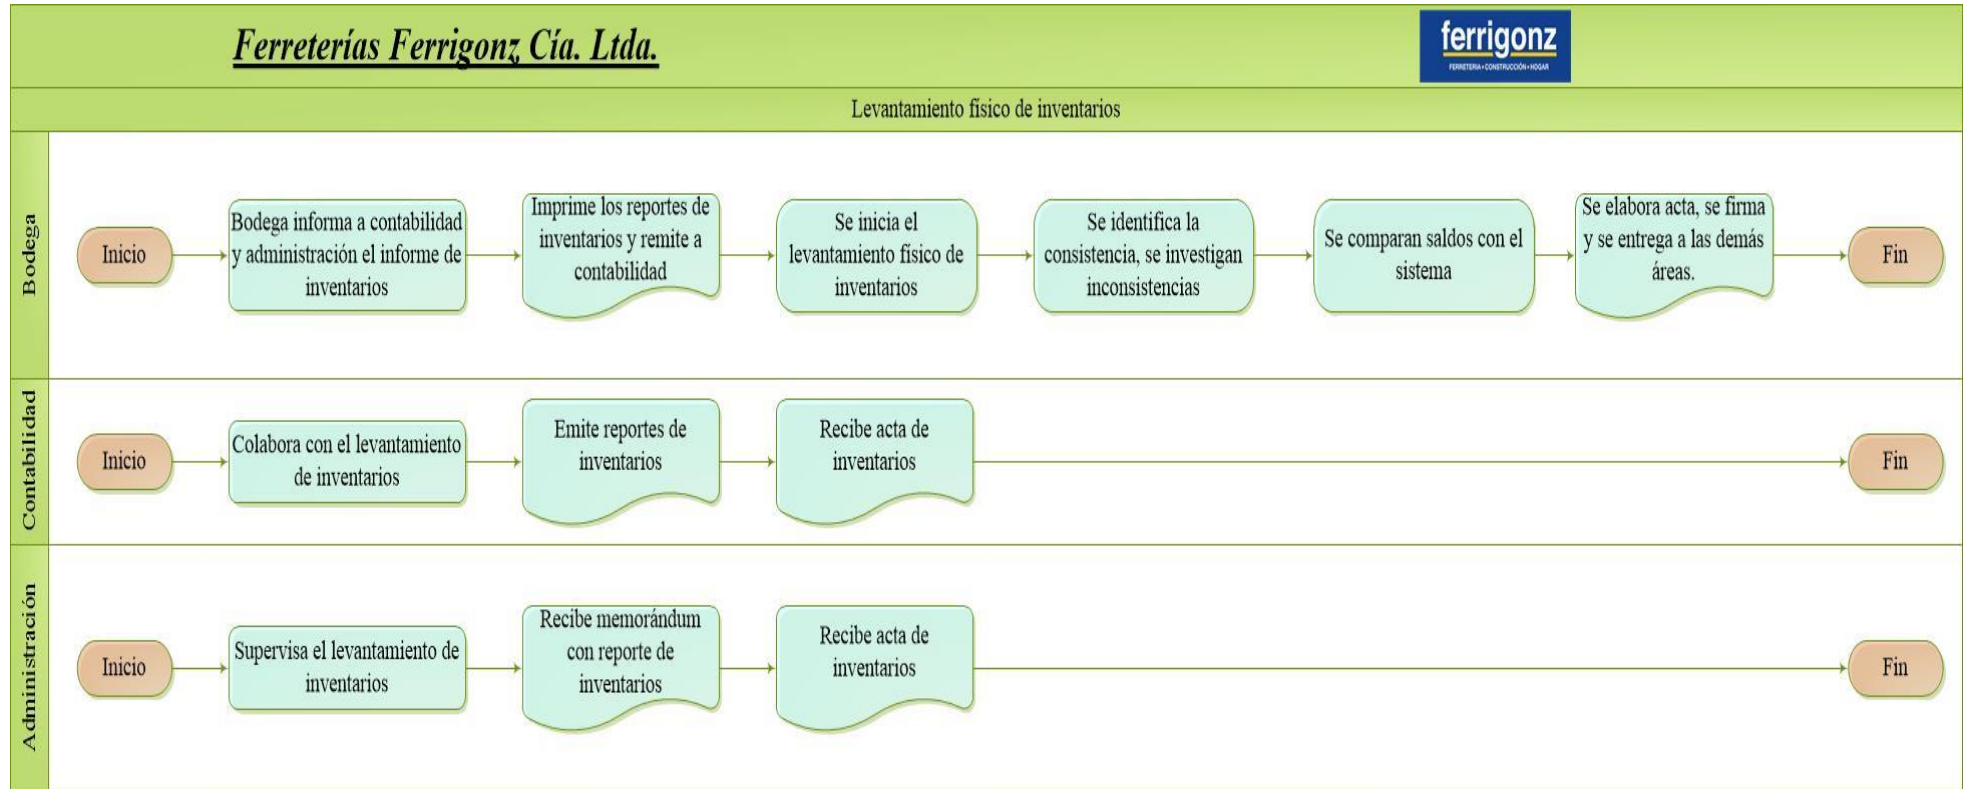 Ferreterías Ferrigonz Cía. Ltda.
ferrigonz
FERRETERIA • CONSTRUCCIÓN • HOGAR
Levantamiento físico de inventarios
Bodega
Inicio
Bodega informa a contabilidad
y administración el informe de
inventarios
Imprime los reportes de
inventarios y remite a
contabilidad
Se inicia el
levantamiento físico de
inventarios
Se identifica la
consistencia, se investigan
inconsistencias
Se comparan saldos con el
sistema
Se elabora acta, se firma
y se entrega a las demás
áreas.
Fin
Contabilidad
Inicio
Colabora con el levantamiento
de inventarios
Emite reportes de
inventarios
Recibe acta de
inventarios
Fin
Administración
Inicio
Supervisa el levantamiento de
inventarios
Recibe memorándum
con reporte de
inventarios
Recibe acta de
inventarios
Fin